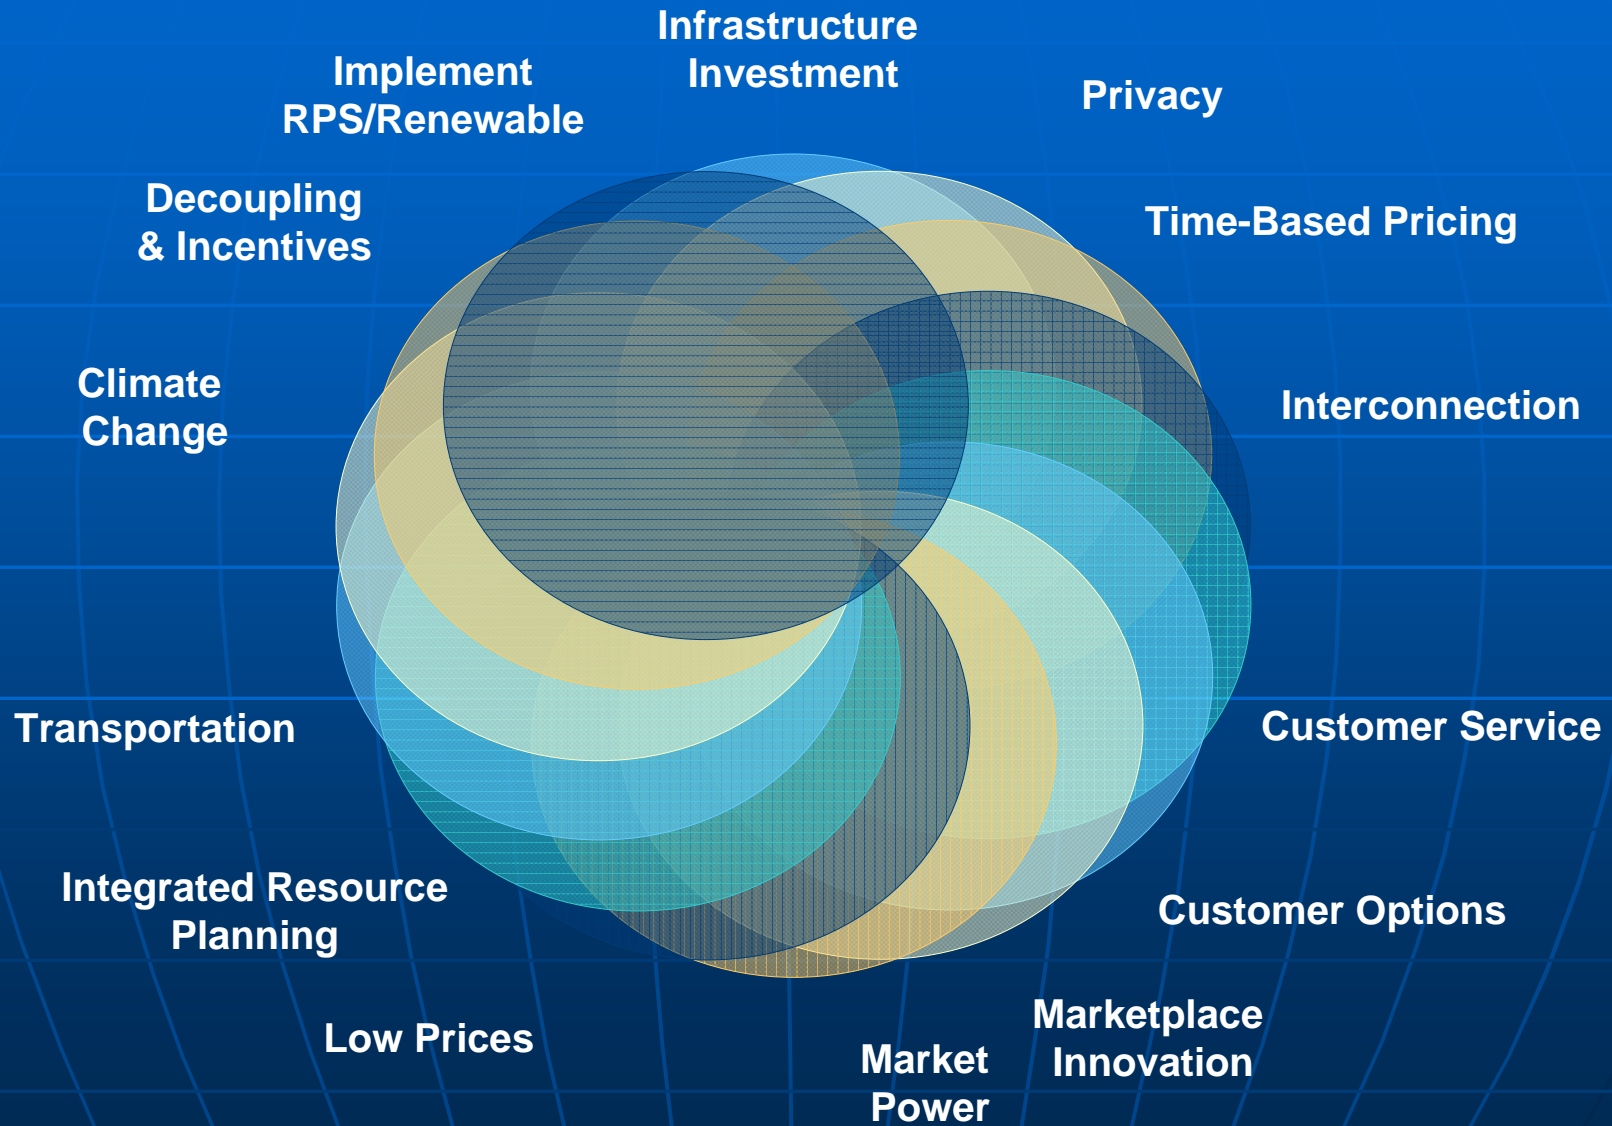 Infrastructure
Investment
Privacy
Time-Based Pricing
Interconnection
Customer Service
Customer Options
Marketplace
Innovation
Market
Power
Low Prices
Integrated Resource
Planning
Transportation
Climate
Change
Decoupling
& Incentives
Implement
RPS/Renewable